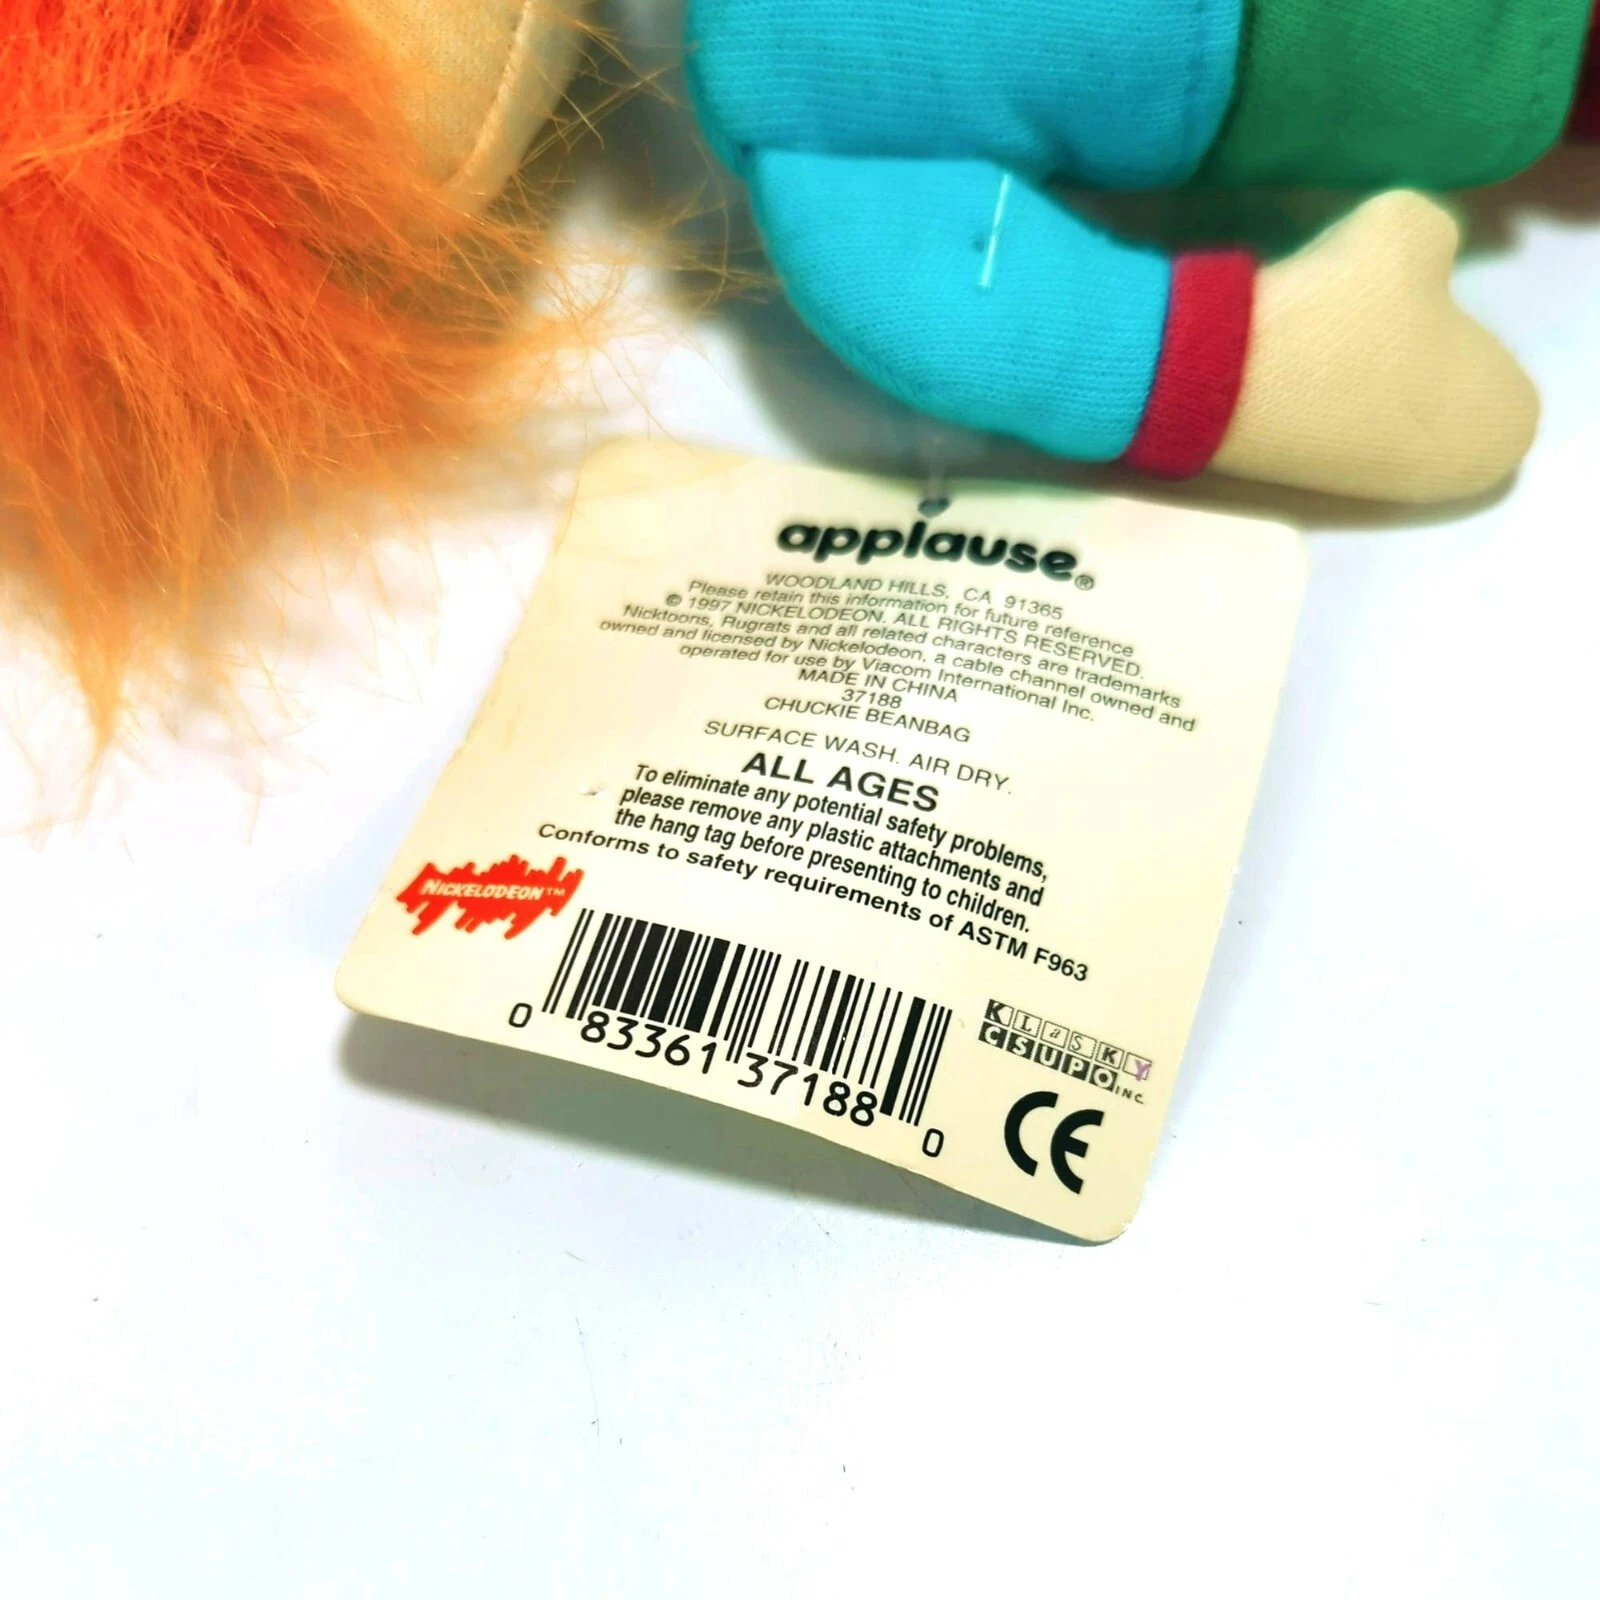 applause®
WOODLAND HILLS, CA 91365
Please retain this information for future reference
© 1997 NICKELODEON. ALL RIGHTS RESERVED.
Nicktoons, Rugrats and all related characters are trademarks
owned and licensed by Nickelodeon, a cable channel owned and
operated for use by Viacom International Inc.
MADE IN CHINA
37188
CHUCKIE BEANBAG
SURFACE WASH. AIR DRY.
ALL AGES
To eliminate any potential safety problems,
please remove any plastic attachments and
the hang tag before presenting to children.
Conforms to safety requirements of ASTM F963
NICKELODEON™
0 83361 37188 0
KLaSKY
CSUPO INC.
CE